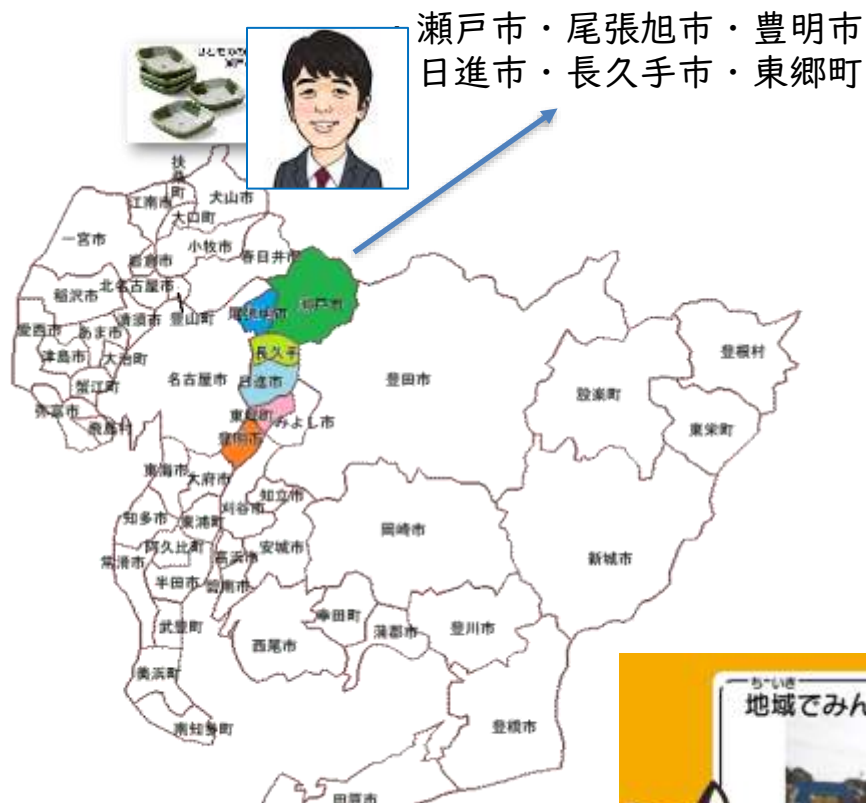 ・瀬戸市・尾張旭市・豊明市
日進市・長久手市・東郷町
扶桑町
江南市
犬山市
大口町
一宮市
小牧市
岩倉市
春日井市
稲沢市
北名古屋市
瀬戸市
尾張旭市
清須市
豊山町
愛西市
あま市
津島市
大治町
長久手
登根村
蟹江町
名古屋市
日進市
豊田市
設楽町
弥富市
飛島村
東郷町
みよし市
東栄町
豊明市
東海市
大府市
知立市
知多市
東浦町
刈谷市
岡崎市
阿久比町
高浜市
安城市
常滑市
新城市
半田市
碧南市
幸田町
武豊町
西尾市
蒲郡市
豊川市
美浜町
ちーいき
地域でみん
南知多町
豊橋市
田原市